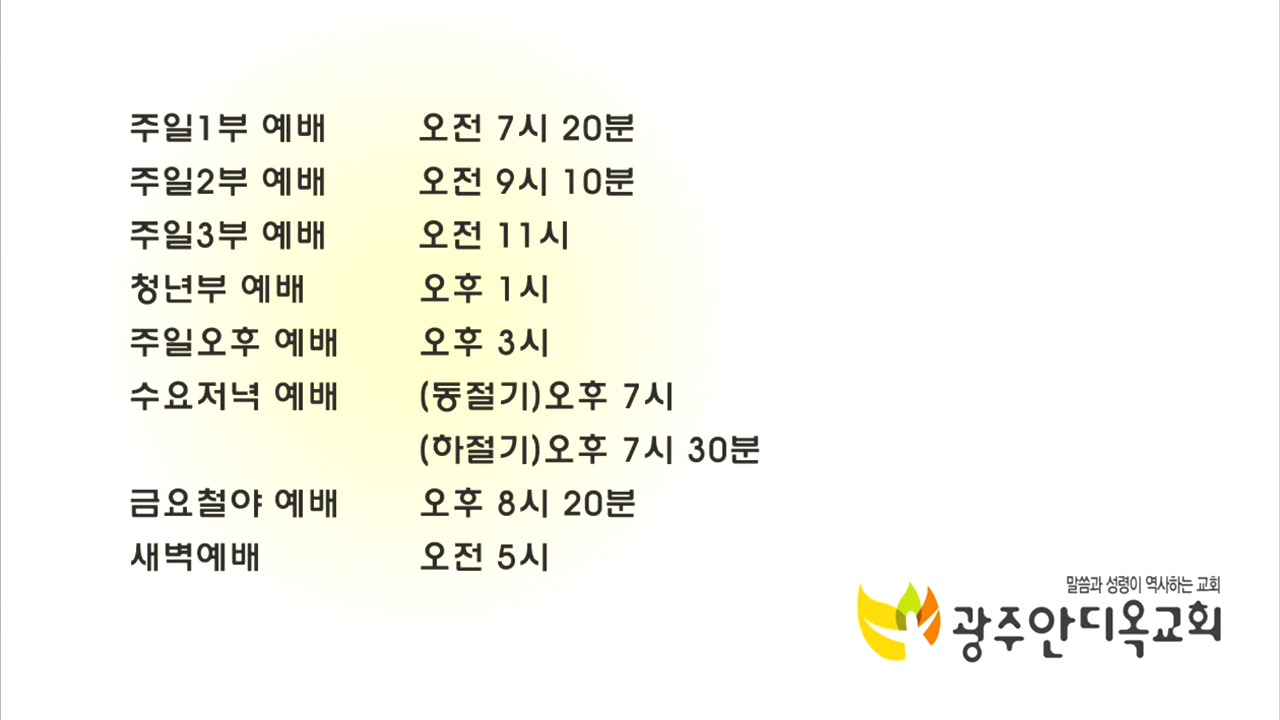 주일1부 예배 오전 7시 20분
주일2부 예배 오전 9시 10분
주일3부 예배 오전 11시
청년부 예배 오후 1시
주일오후 예배 오후 3시
수요저녁 예배 (동절기)오후 7시
(하절기)오후 7시 30분
금요철야 예배 오후 8시 20분
새벽예배 오전 5시
말씀과 성령이 역사하는 교회
광주안디옥교회